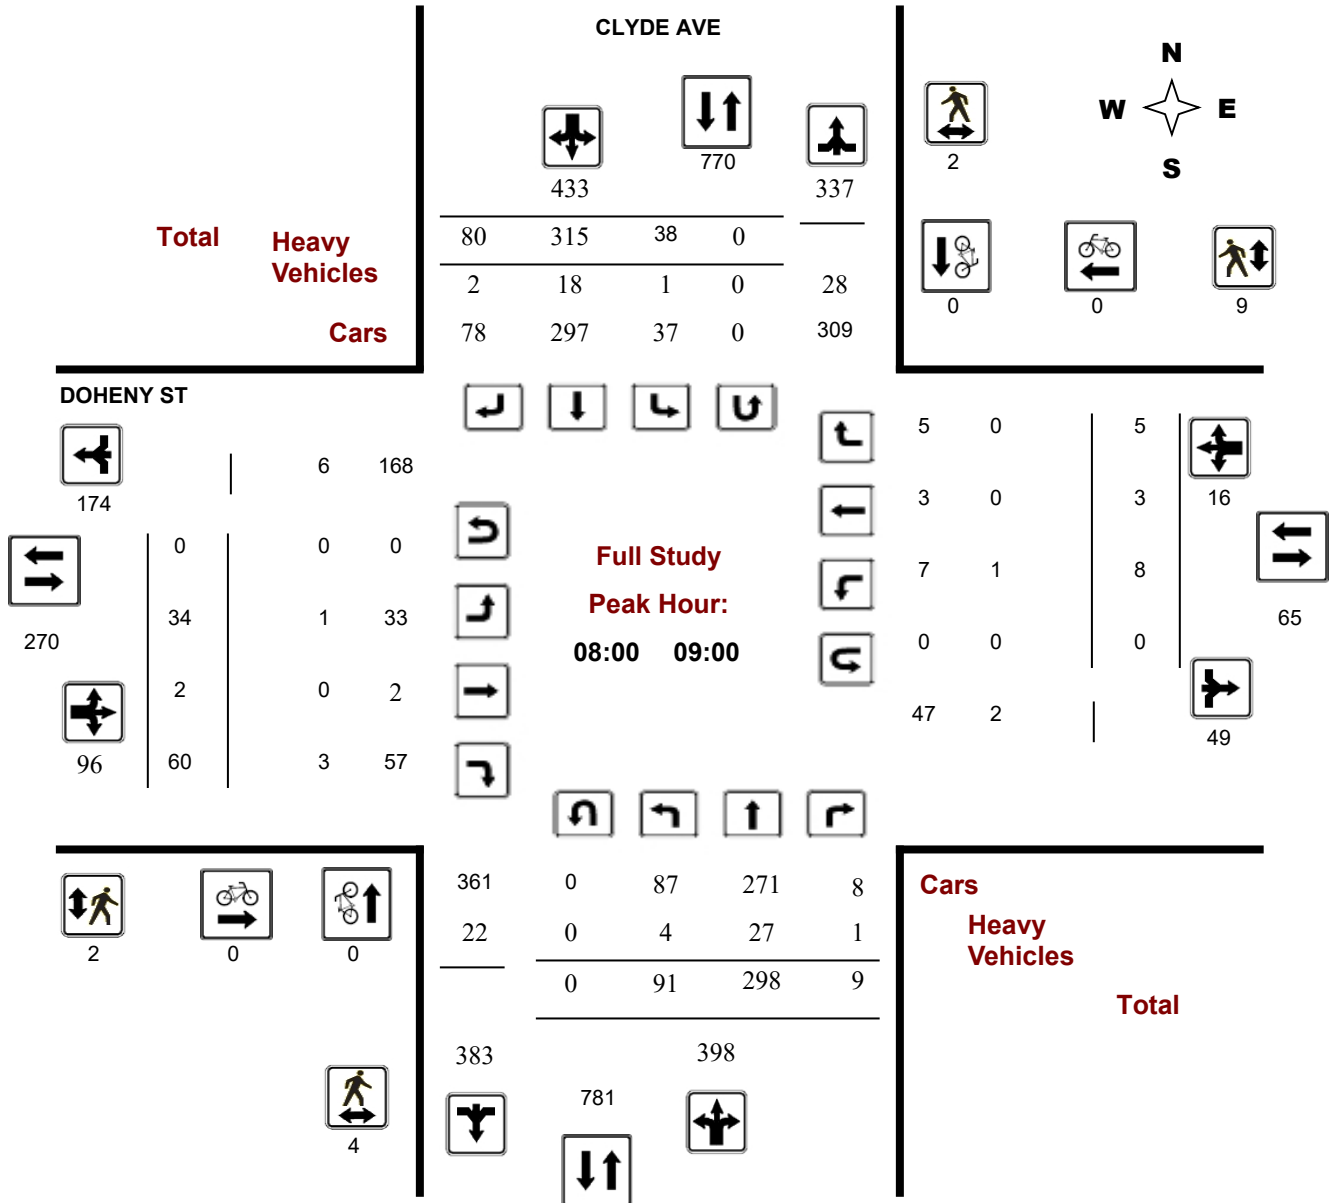 CLYDE AVE
N
W E
S
433
770
337
2
Total
Heavy
Vehicles
Cars
80 315 38 0
2 18 1 0 28
78 297 37 0 309
0 0 9
DOHENY ST
174
6 168
0 0 0
34 1 33
2 0 2
60 3 57
270
96
Full Study
Peak Hour:
08:00 09:00
5 0 5
3 0 3
7 1 8
0 0 0
47 2
16
65
49
2 0 0
4
361 0 87 271 8
22 0 4 27 1
0 91 298 9
383
398
781
Cars
Heavy
Vehicles
Total